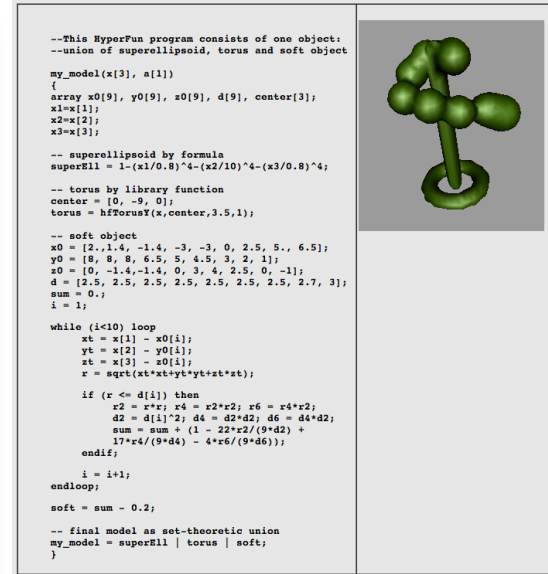 --This HyperFun program consists of one object:
--union of superellipsoid, torus and soft object
my_model(x[3], a[1])
{
array x0[9], y0[9], z0[9], d[9], center[3];
x1=x[1];
x2=x[2];
x3=x[3];
-- superellipsoid by formula
superEll = 1-(x1/0.8)^4-(x2/10)^4-(x3/0.8)^4;
-- torus by library function
center = [0, -9, 0];
torus = hfTorusY(x,center,3.5,1);
-- soft object
x0 = [2.,1.4, -1.4, -3, -3, 0, 2.5, 5., 6.5];
y0 = [8, 8, 8, 6.5, 5, 4.5, 3, 2, 1];
z0 = [0, -1.4,-1.4, 0, 3, 4, 2.5, 0, -1];
d = [2.5, 2.5, 2.5, 2.5, 2.5, 2.5, 2.5, 2.7, 3];
sum = 0.;
i = 1;
while (i<10) loop
xt = x[1] - x0[i];
yt = x[2] - y0[i];
zt = x[3] - z0[i];
r = sqrt(xt*xt+yt*yt+zt*zt);
if (r <= d[i]) then
r2 = r*r; r4 = r2*r2; r6 = r4*r2;
d2 = d[i]^2; d4 = d2*d2; d6 = d4*d2;
sum = sum + (1 - 22*r2/(9*d2) +
17*r4/(9*d4) - 4*r6/(9*d6));
endif;
i = i+1;
endloop;
soft = sum - 0.2;
-- final model as set-theoretic union
my_model = superEll | torus | soft;
}